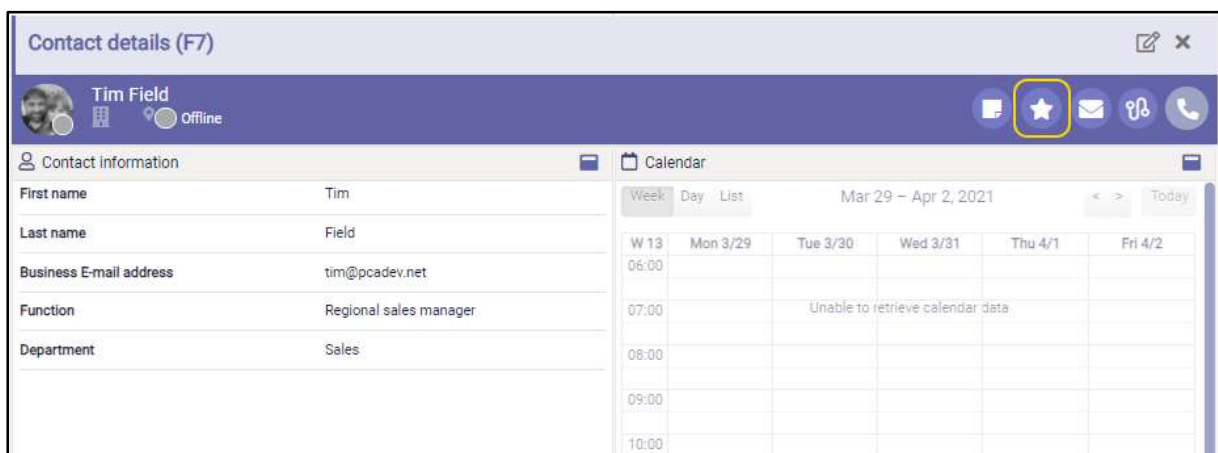 Contact details (F7)
Tim Field
Offline
Contact information
First name Tim
Last name Field
Business E-mail address tim@pcadev.net
Function Regional sales manager
Department Sales
Calendar
Week Day List Mar 29 – Apr 2, 2021 < > Today
W 13 Mon 3/29 Tue 3/30 Wed 3/31 Thu 4/1 Fri 4/2
06:00
07:00 Unable to retrieve calendar data
08:00
09:00
10:00